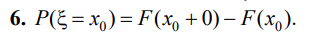 6. P(ξ = x₀) = F(x₀ + 0) − F(x₀).